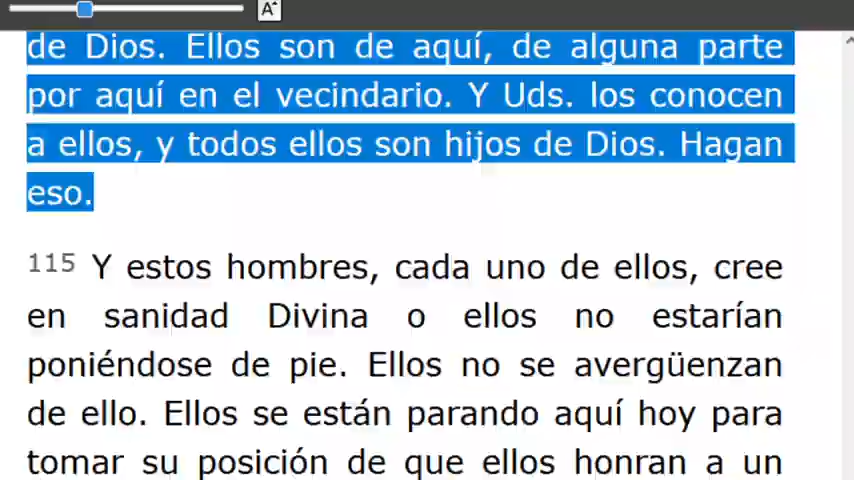 A
de Dios. Ellos son de aquí, de alguna parte
por aquí en el vecindario. Y Uds. los conocen
a ellos, y todos ellos son hijos de Dios. Hagan
eso.
115 Y estos hombres, cada uno de ellos, cree
en sanidad Divina o ellos no estarían
poniéndose de pie. Ellos no se avergüenzan
de ello. Ellos se están parando aquí hoy para
tomar su posición de que ellos honran a un